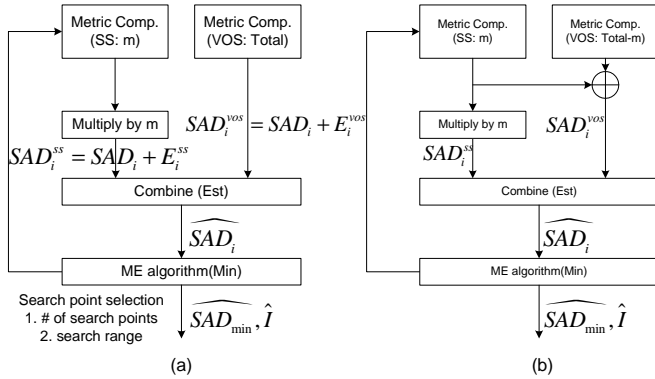 Metric Comp.
(SS: m)
Metric Comp.
(VOS: Total)
Multiply by m
$SAD_i^{vos} = SAD_i + E_i^{vos}$
$SAD_i^{ss} = SAD_i + E_i^{ss}$
Combine (Est)
$\widehat{SAD_i}$
ME algorithm(Min)
Search point selection
1. # of search points
2. search range
$\widehat{SAD_{\min}}, \hat{I}$
(a)
Metric Comp.
(SS: m)
Metric Comp.
(VOS: Total-m)
Multiply by m
$SAD_i^{vos}$
$SAD_i^{ss}$
Combine (Est)
$\widehat{SAD_i}$
ME algorithm(Min)
$\widehat{SAD_{\min}}, \hat{I}$
(b)